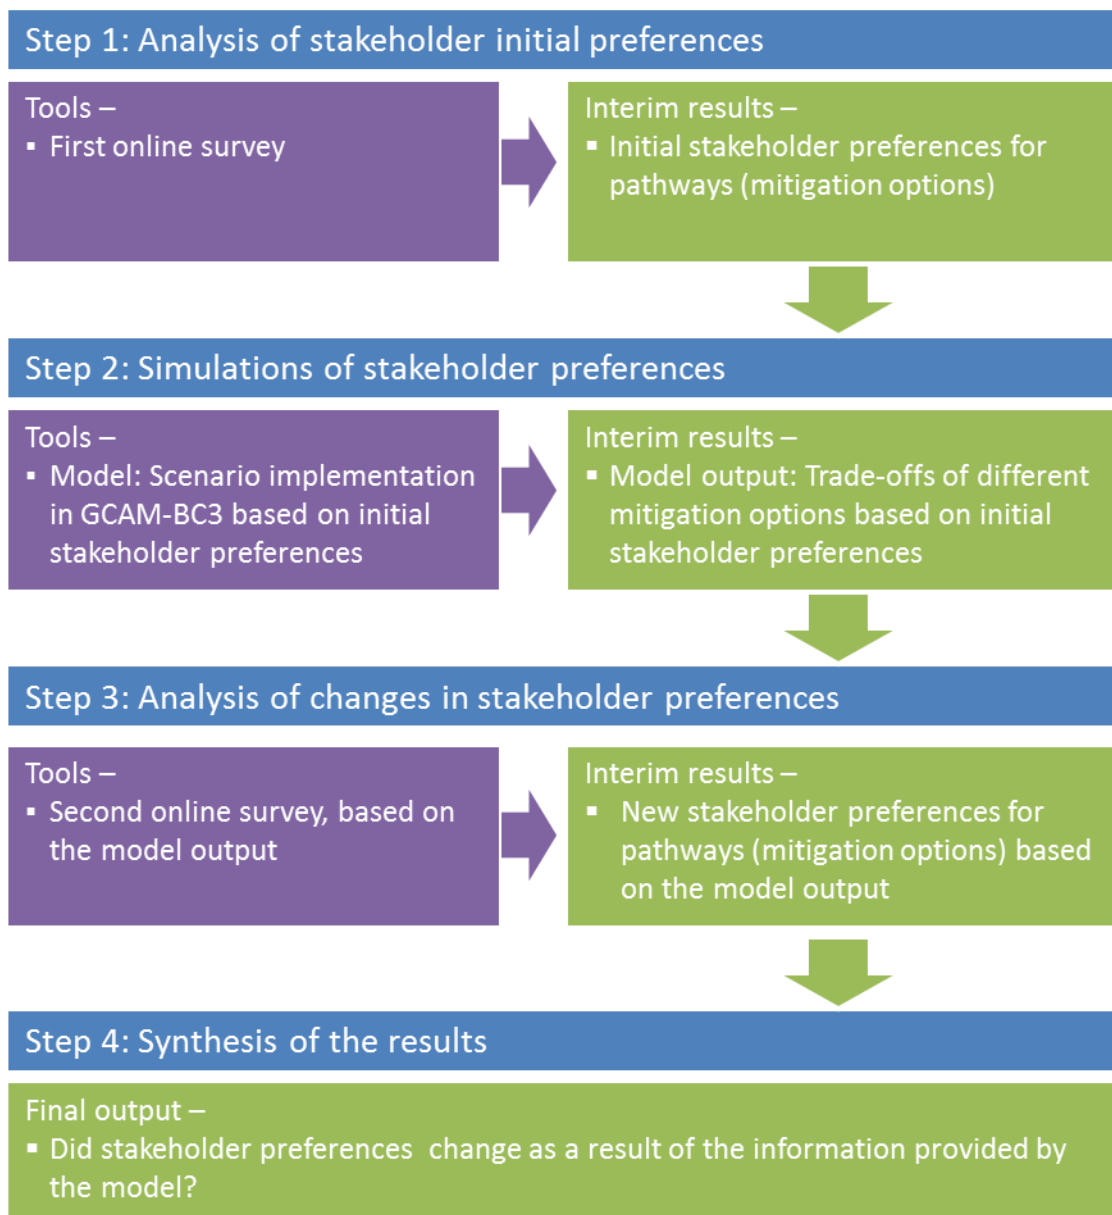 Step 1: Analysis of stakeholder initial preferences
Tools –
▪ First online survey
Interim results –
▪ Initial stakeholder preferences for
pathways (mitigation options)
Step 2: Simulations of stakeholder preferences
Tools –
▪ Model: Scenario implementation
in GCAM-BC3 based on initial
stakeholder preferences
Interim results –
▪ Model output: Trade-offs of different
mitigation options based on initial
stakeholder preferences
Step 3: Analysis of changes in stakeholder preferences
Tools –
▪ Second online survey, based on
the model output
Interim results –
▪ New stakeholder preferences for
pathways (mitigation options) based
on the model output
Step 4: Synthesis of the results
Final output –
▪ Did stakeholder preferences  change as a result of the information provided by
the model?